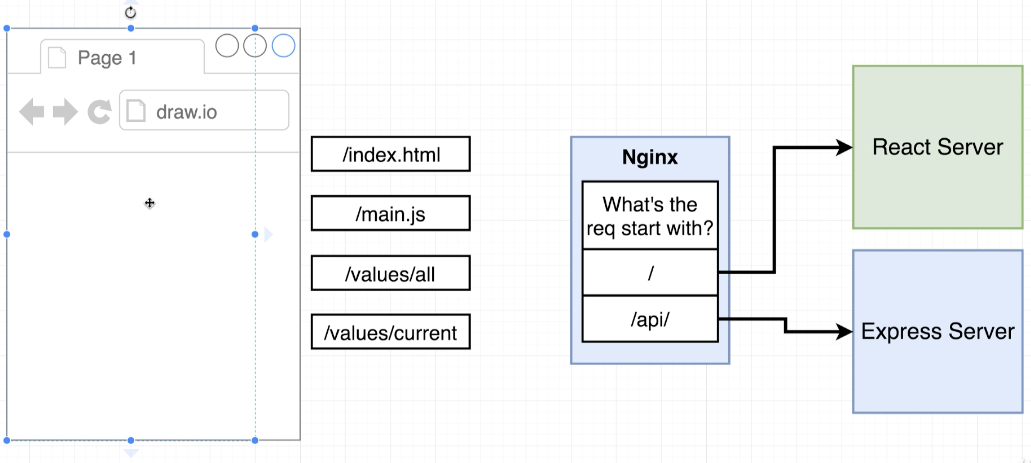 Page 1
draw.io
/index.html
/main.js
/values/all
/values/current
Nginx
What's the
req start with?
/
/api/
React Server
Express Server